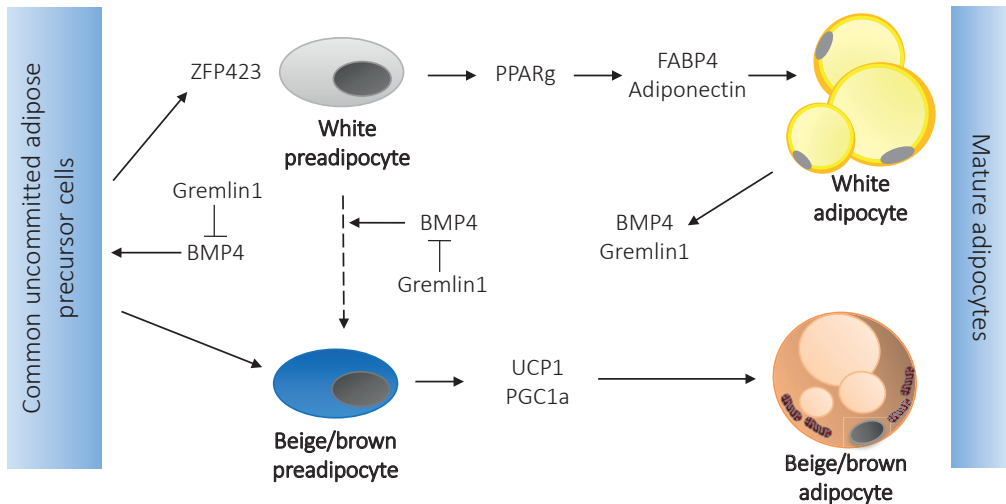 Common uncommitted adipose
precursor cells
ZFP423
White
preadipocyte
PPARg
FABP4
Adiponectin
White
adipocyte
Gremlin1
BMP4
BMP4
Gremlin1
BMP4
Gremlin1
Beige/brown
preadipocyte
UCP1
PGC1a
Beige/brown
adipocyte
Mature adipocytes